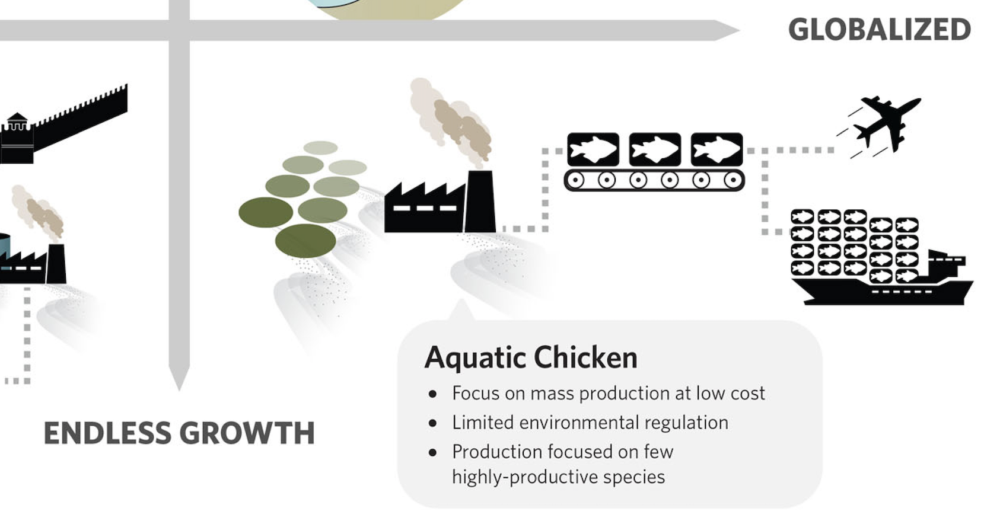 GLOBALIZED
Aquatic Chicken
• Focus on mass production at low cost
• Limited environmental regulation
• Production focused on few
highly-productive species
ENDLESS GROWTH